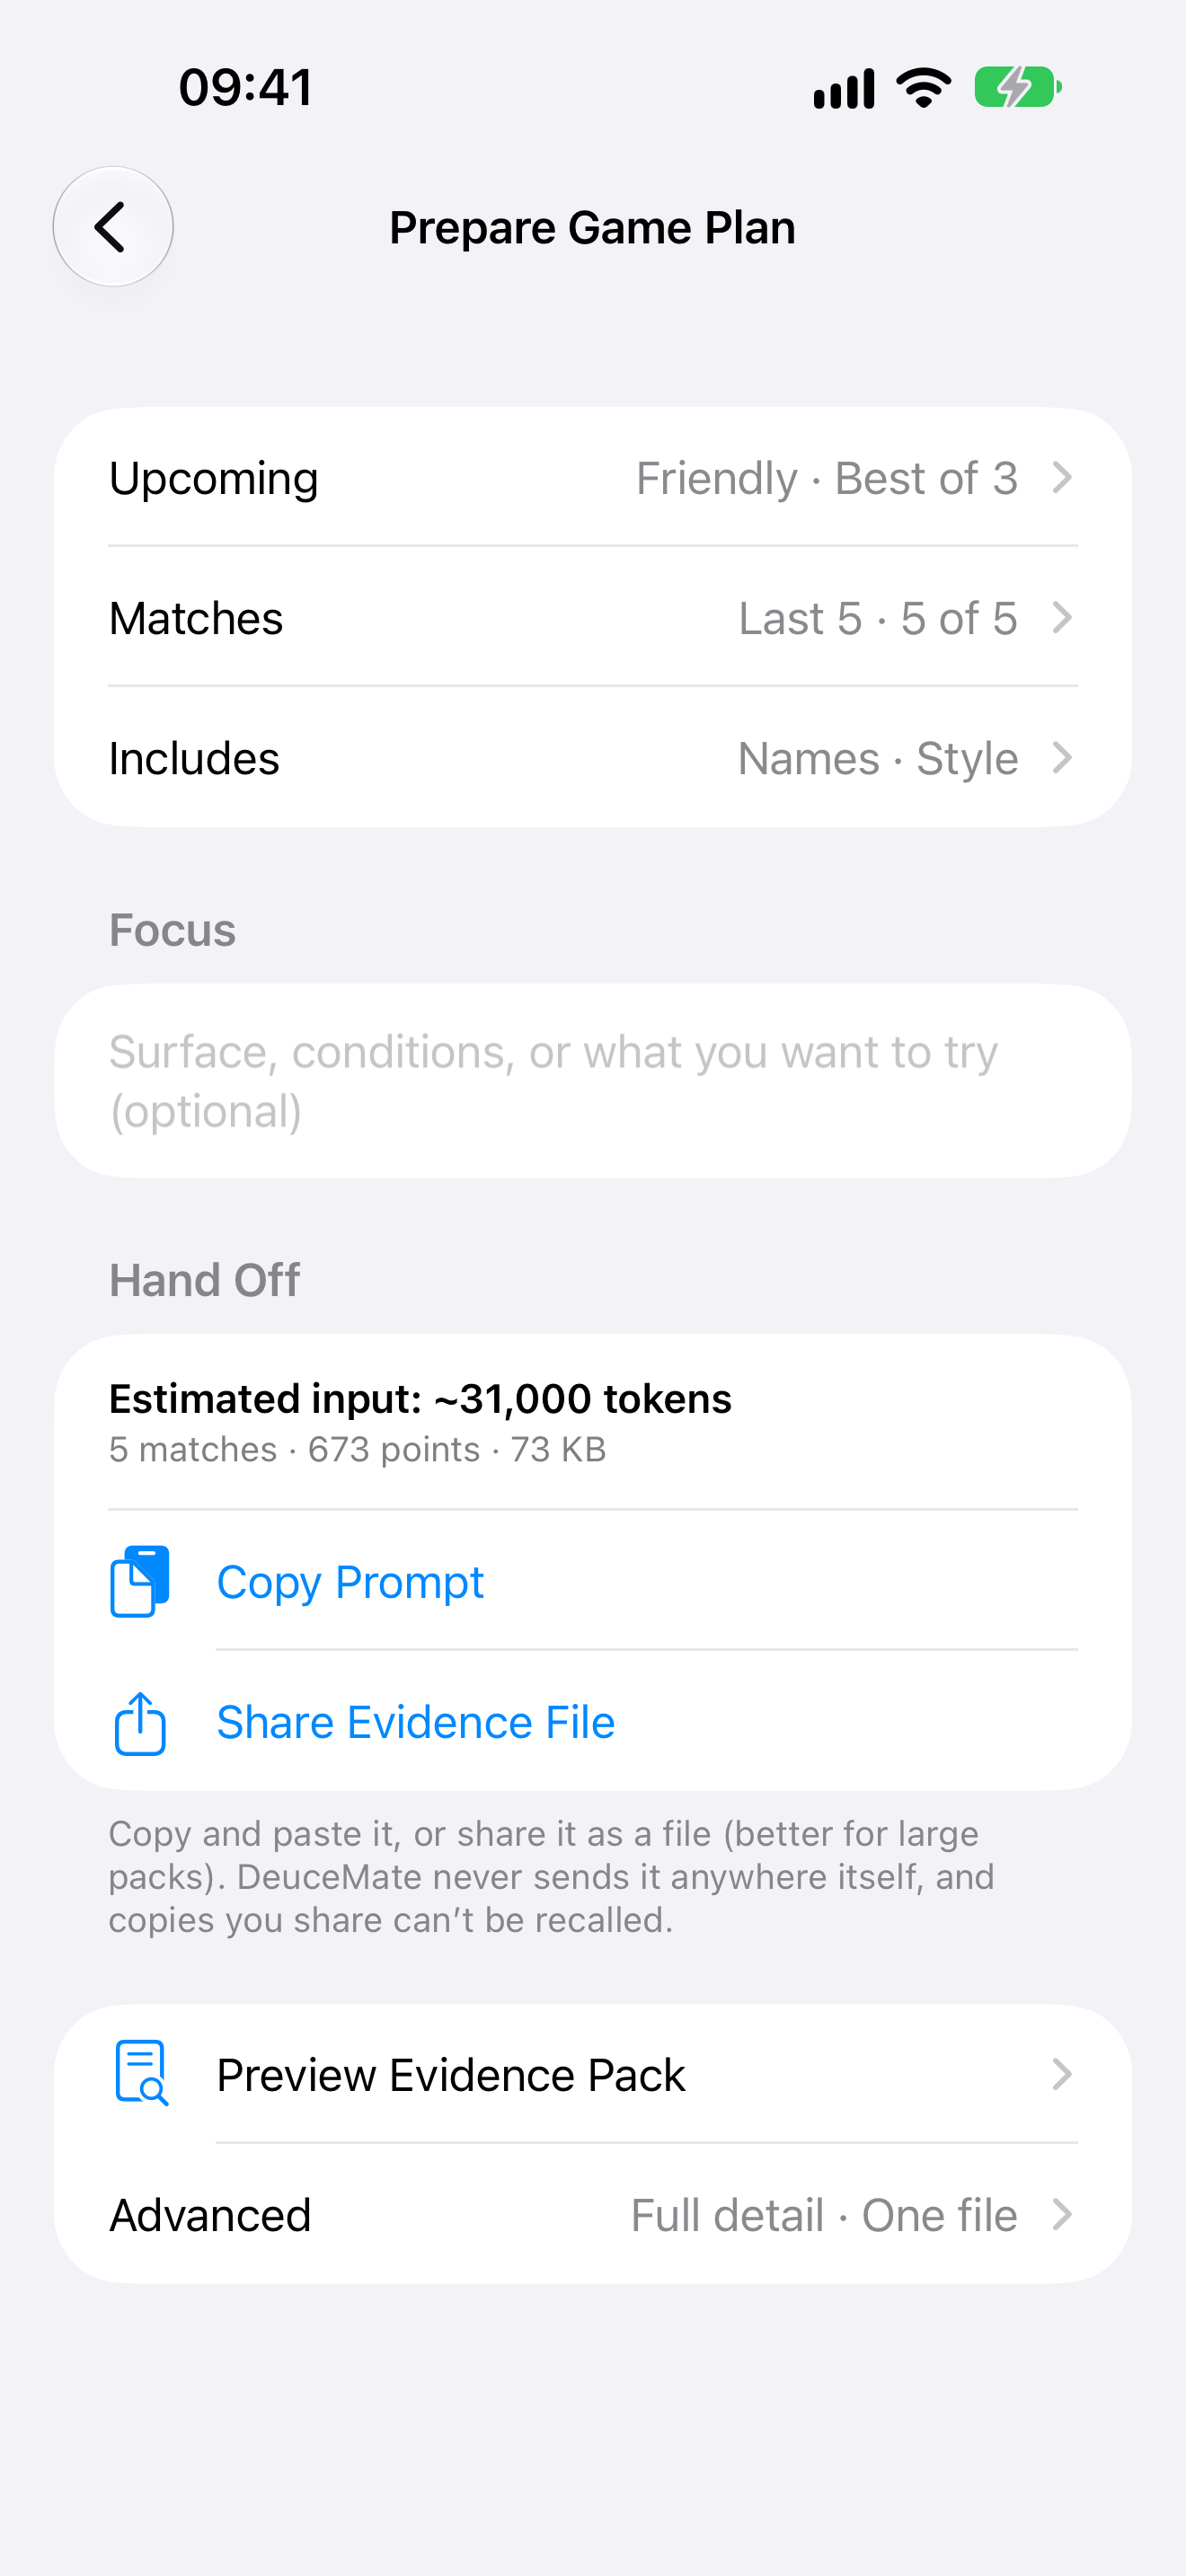 09:41
Prepare Game Plan
Upcoming Friendly · Best of 3
Matches Last 5 · 5 of 5
Includes Names · Style
Focus
Surface, conditions, or what you want to try
(optional)
Hand Off
Estimated input: ~31,000 tokens
5 matches · 673 points · 73 KB
Copy Prompt
Share Evidence File
Copy and paste it, or share it as a file (better for large
packs). DeuceMate never sends it anywhere itself, and
copies you share can’t be recalled.
Preview Evidence Pack
Advanced Full detail · One file